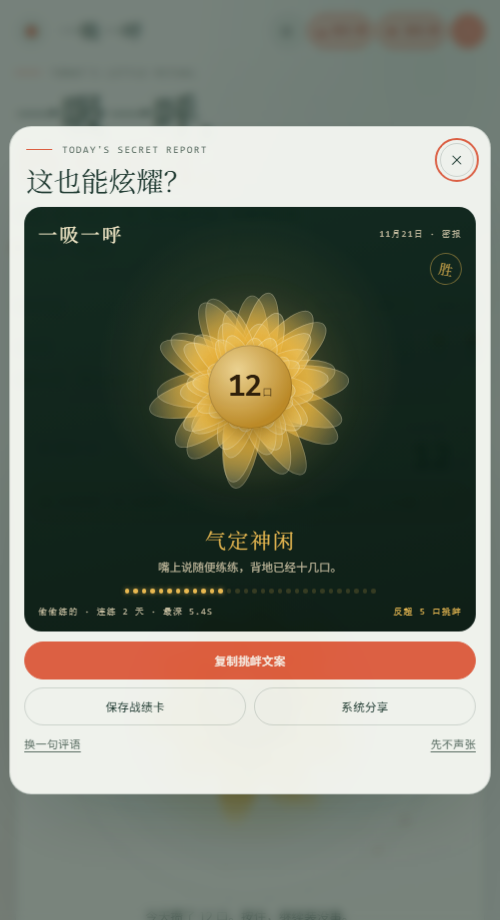 TODAY'S SECRET REPORT
这也能炫耀？
一吸一呼
11月21日 · 密报
胜
12口
气定神闲
嘴上说随便练练，背地已经十几口。
偷偷练的 · 连练 2 天 · 最深 5.4S
反超 5 口挑衅
复制挑衅文案
保存战绩卡
系统分享
换一句评语
先不声张